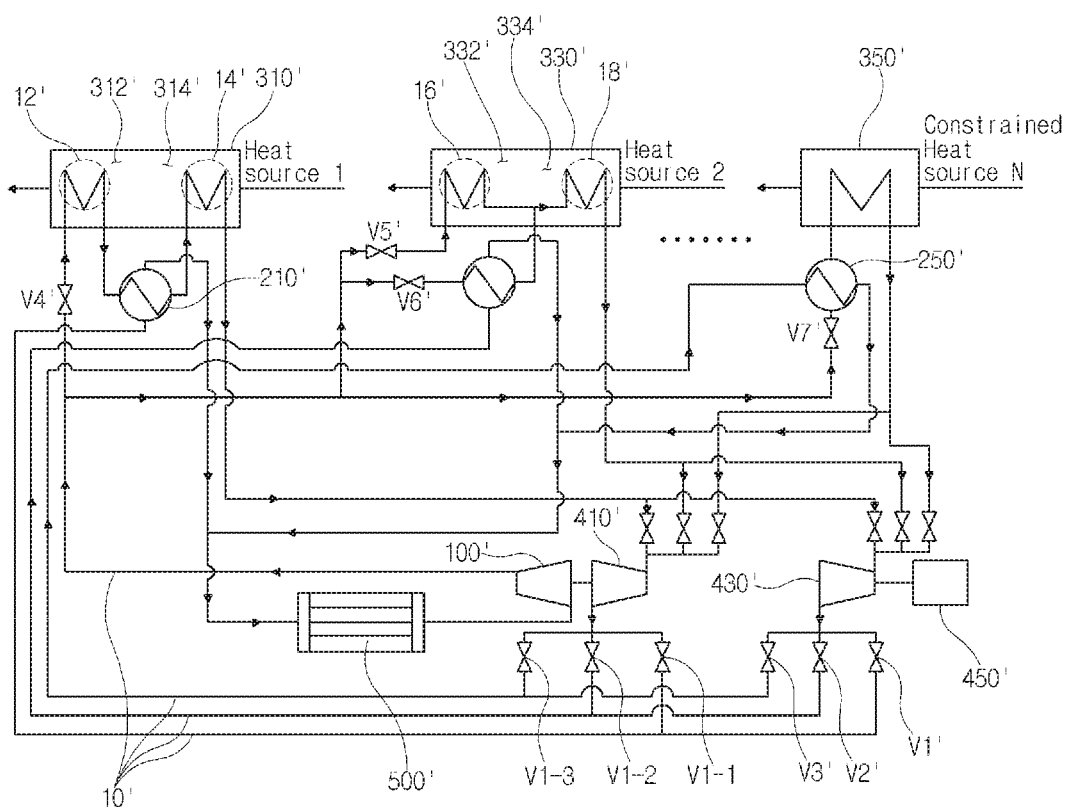 334'
332'
330'
350'
12'
312'
314'
14'
310'
16'
18'
Heat
source 1
Heat
source 2
Constrained
Heat
source N
V5'
V6'
V4'
210'
250'
V7'
100'
410'
430'
450'
10'
500'
V1-3
V1-2
V1-1
V3'
V2'
V1'